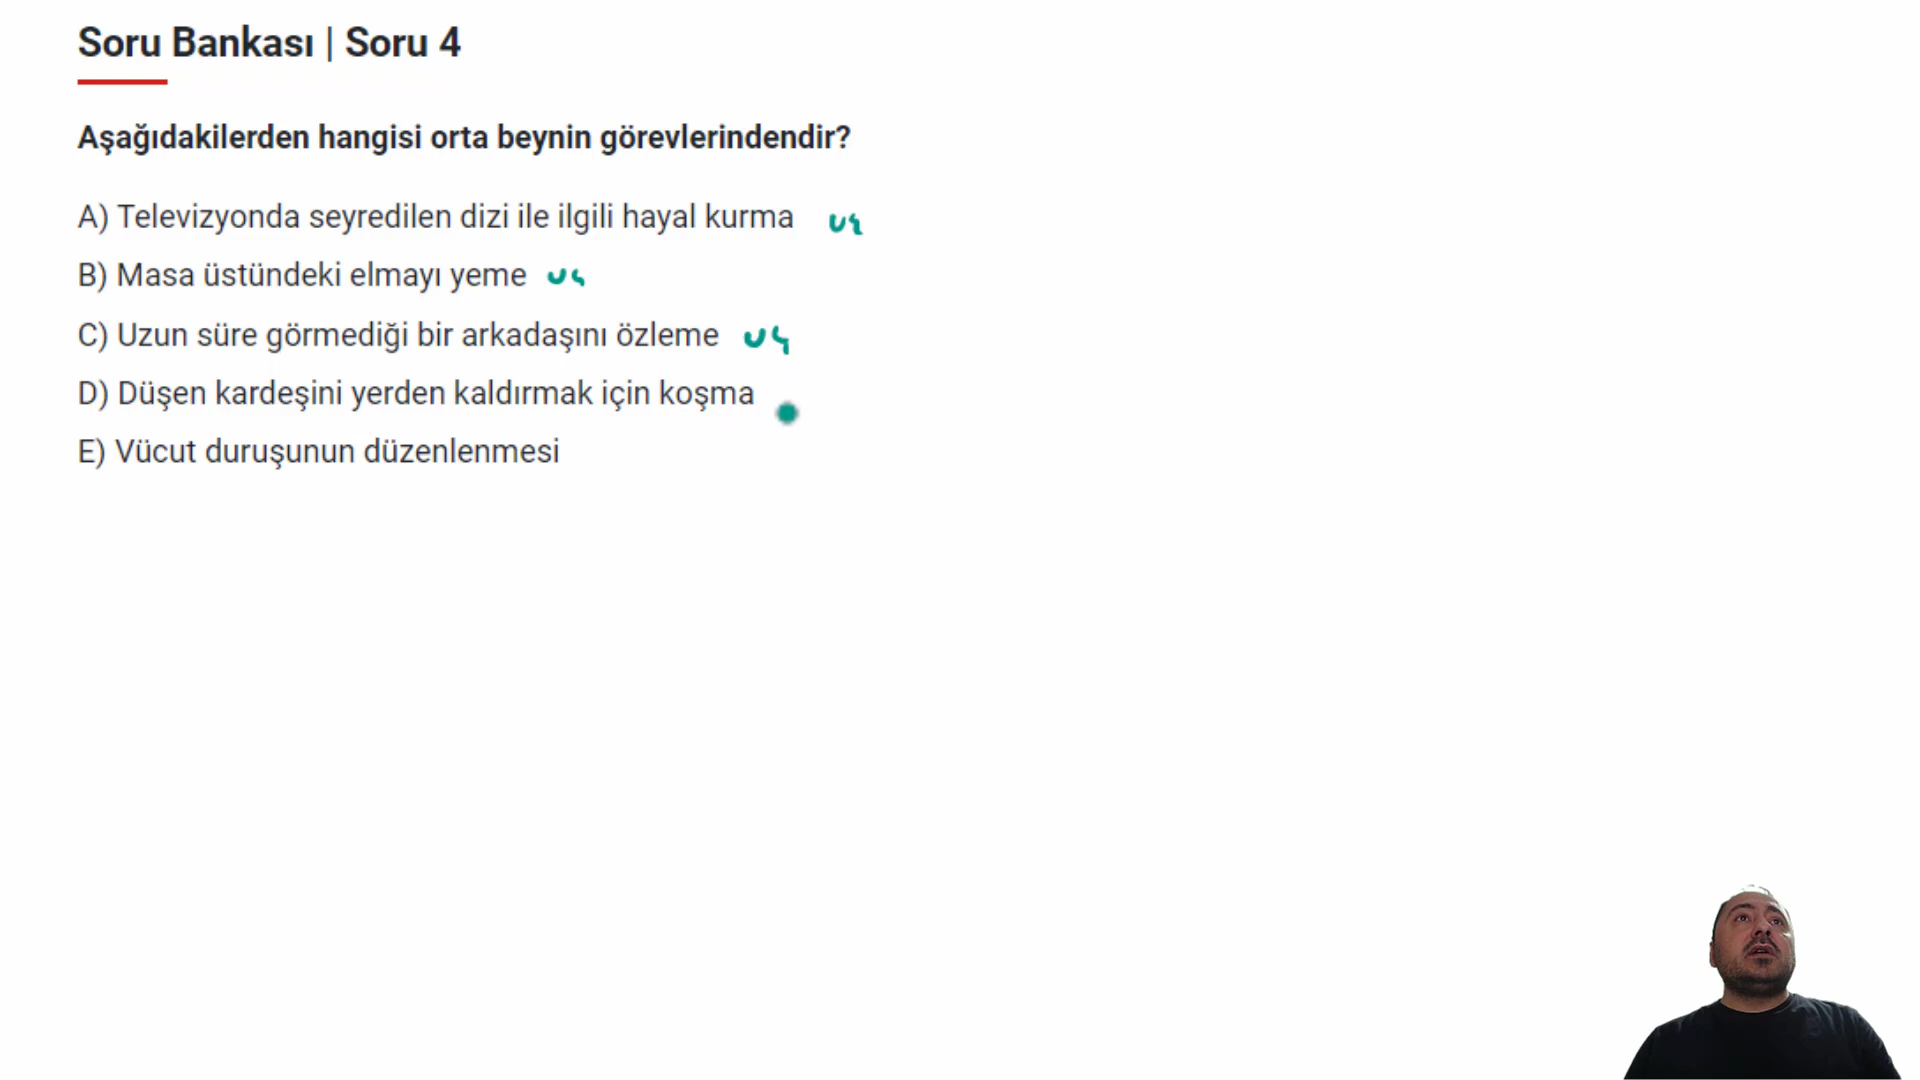 Soru Bankası | Soru 4
Aşağıdakilerden hangisi orta beynin görevlerindendir?
A) Televizyonda seyredilen dizi ile ilgili hayal kurma
B) Masa üstündeki elmayı yeme
C) Uzun süre görmediği bir arkadaşını özleme
D) Düşen kardeşini yerden kaldırmak için koşma
E) Vücut duruşunun düzenlenmesi